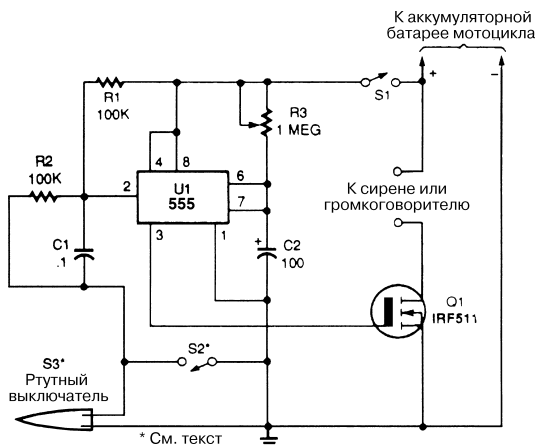 К аккумуляторной
батарее мотоцикла
+
−
S1
R1
100K
R3
1 MEG
4
8
R2
100K
2
U1
555
6
7
К сирене или
громкоговорителю
3
1
C1
.1
+
C2
100
Q1
IRF511
S2*
S3*
Ртутный
выключатель
* См. текст